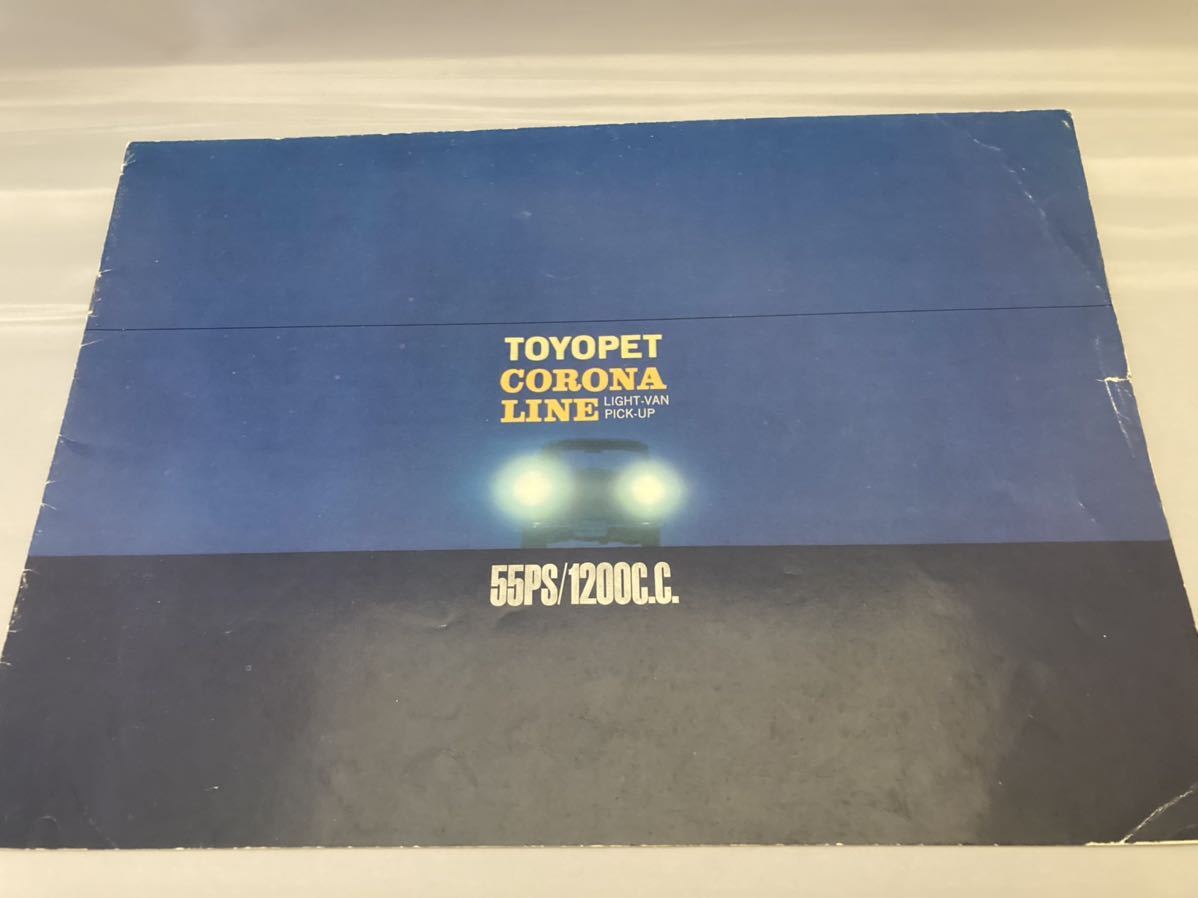 TOYOPET
CORONA
LINE LIGHT-VAN
PICK-UP
55PS/1200C.C.